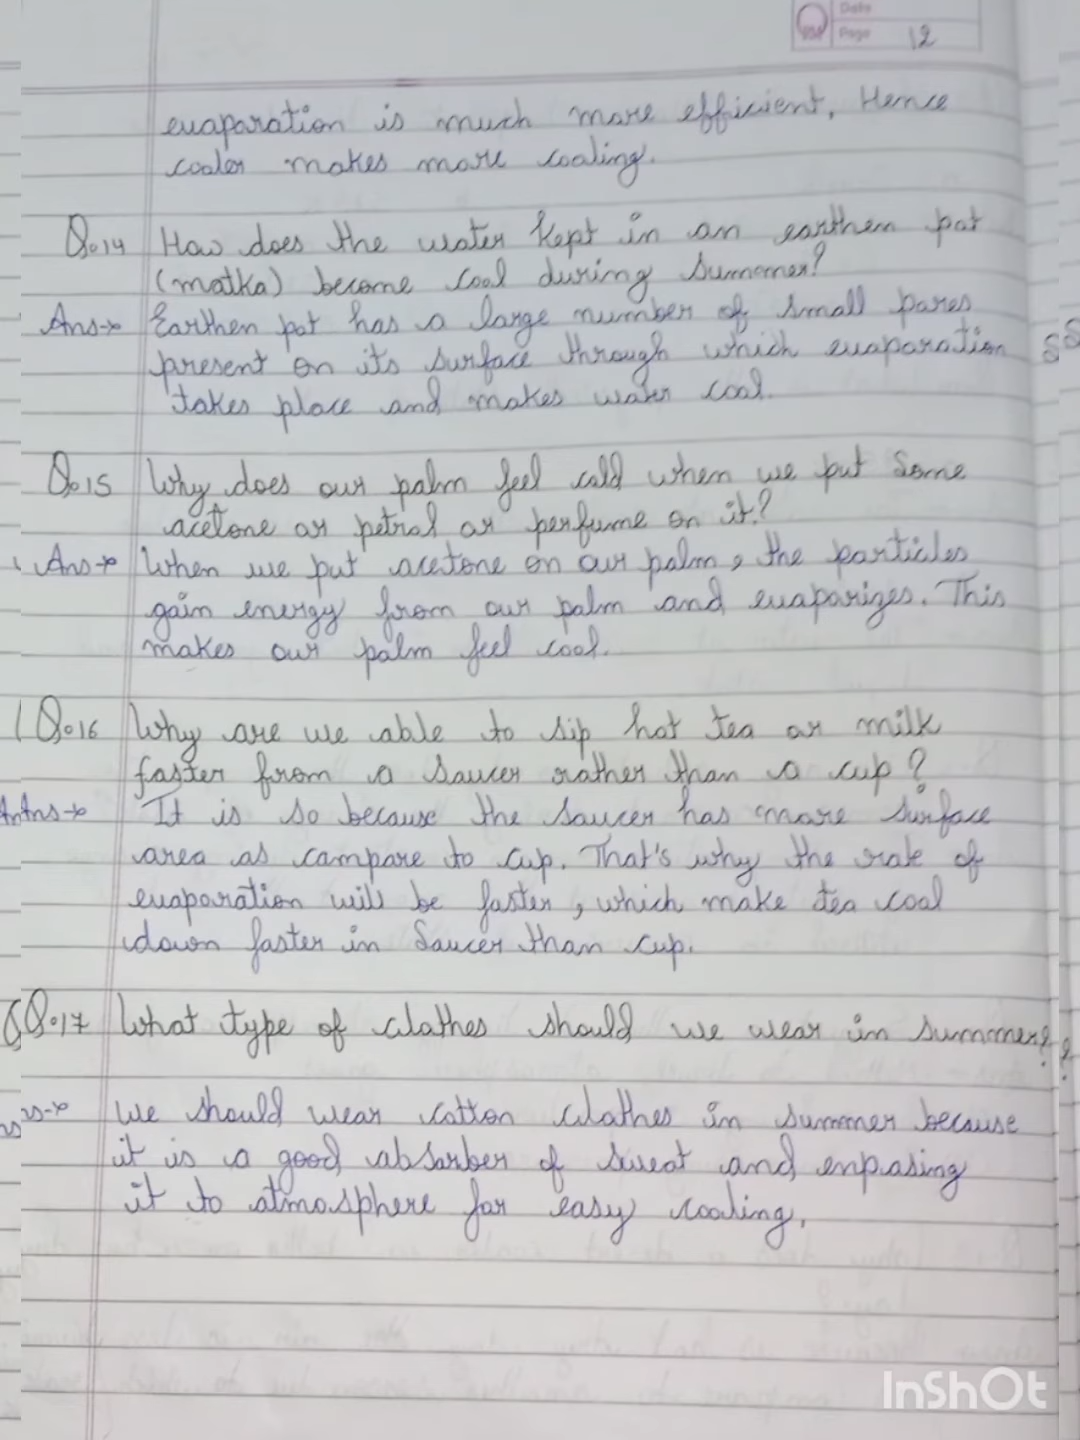 Date
Page 12
evaporation is much more efficient. Hence
cooler makes more cooling.
Q.14 How does the water kept in an earthen pot
(matka) become cool during summer?
Ans→ Earthen pot has a large number of small pores
present on its surface through which evaporation
takes place and makes water cool.
Q.15 Why does our palm feel cold when we put some
acetone or petrol or perfume on it?
Ans→ When we put acetone on our palm, the particles
gain energy from our palm and evaporizes. This
makes our palm feel cool.
Q.16 Why are we able to sip hot tea or milk
faster from a saucer rather than a cup?
Ans→ It is so because the saucer has more surface
area as compare to cup. That's why the rate of
evaporation will be faster, which make tea cool
down faster in saucer than cup.
Q.17 What type of clothes should we wear in summer?
Ans→ We should wear cotton clothes in summer because
it is a good absorber of sweat and exposing
it to atmosphere for easy cooling.
InShOt